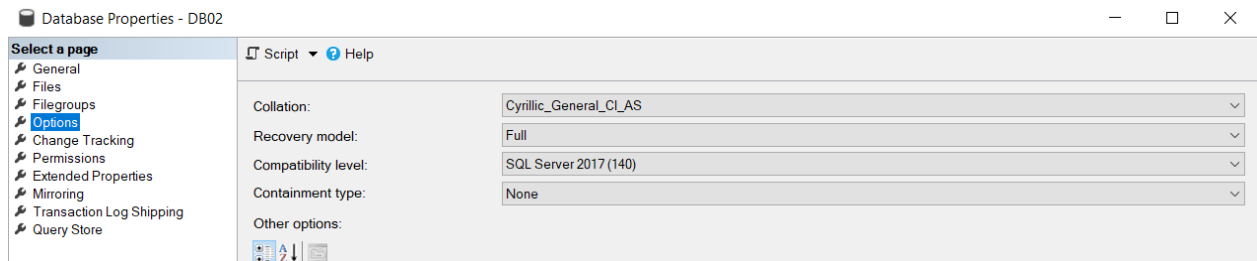 Database Properties - DB02
Select a page
General
Files
Filegroups
Options
Change Tracking
Permissions
Extended Properties
Mirroring
Transaction Log Shipping
Query Store
Script Help
Collation: Cyrillic_General_CI_AS
Recovery model: Full
Compatibility level: SQL Server 2017 (140)
Containment type: None
Other options: